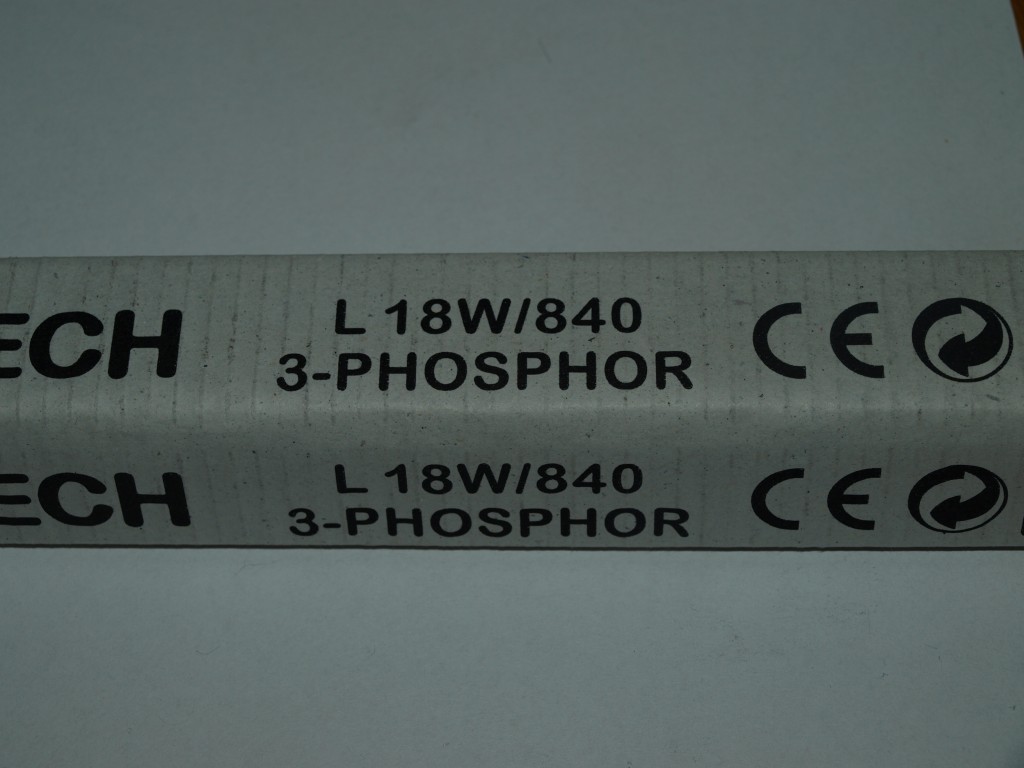 ECH
L 18W/840
3-PHOSPHOR
CE
ECH
L 18W/840
3-PHOSPHOR
CE